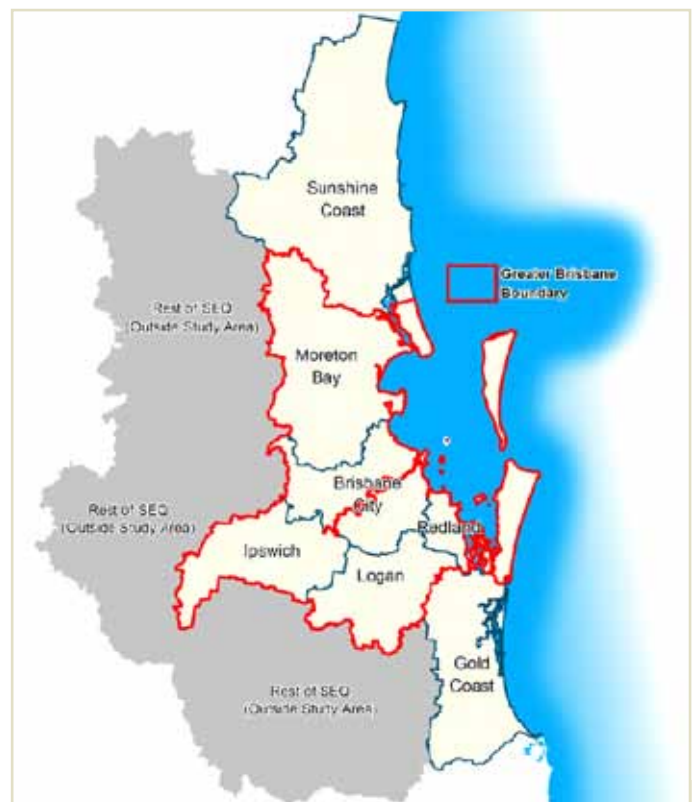 Sunshine
Coast
Greater Brisbane
Boundary
Rest of SEQ
(Outside Study Area)
Moreton
Bay
Brisbane
City
Rest of SEQ
(Outside Study Area)
Redland
Ipswich
Logan
Gold
Coast
Rest of SEQ
(Outside Study Area)